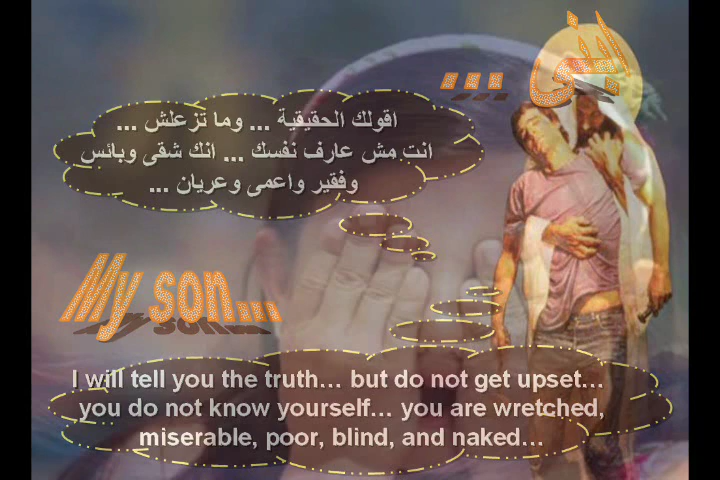 ابنى ...
اقولك الحقيقية ... وما تزعلش ...
انت مش عارف نفسك ... انك شقى وبائس
وفقير واعمى وعريان ...
My son...
I will tell you the truth... but do not get upset...
you do not know yourself... you are wretched,
miserable, poor, blind, and naked...